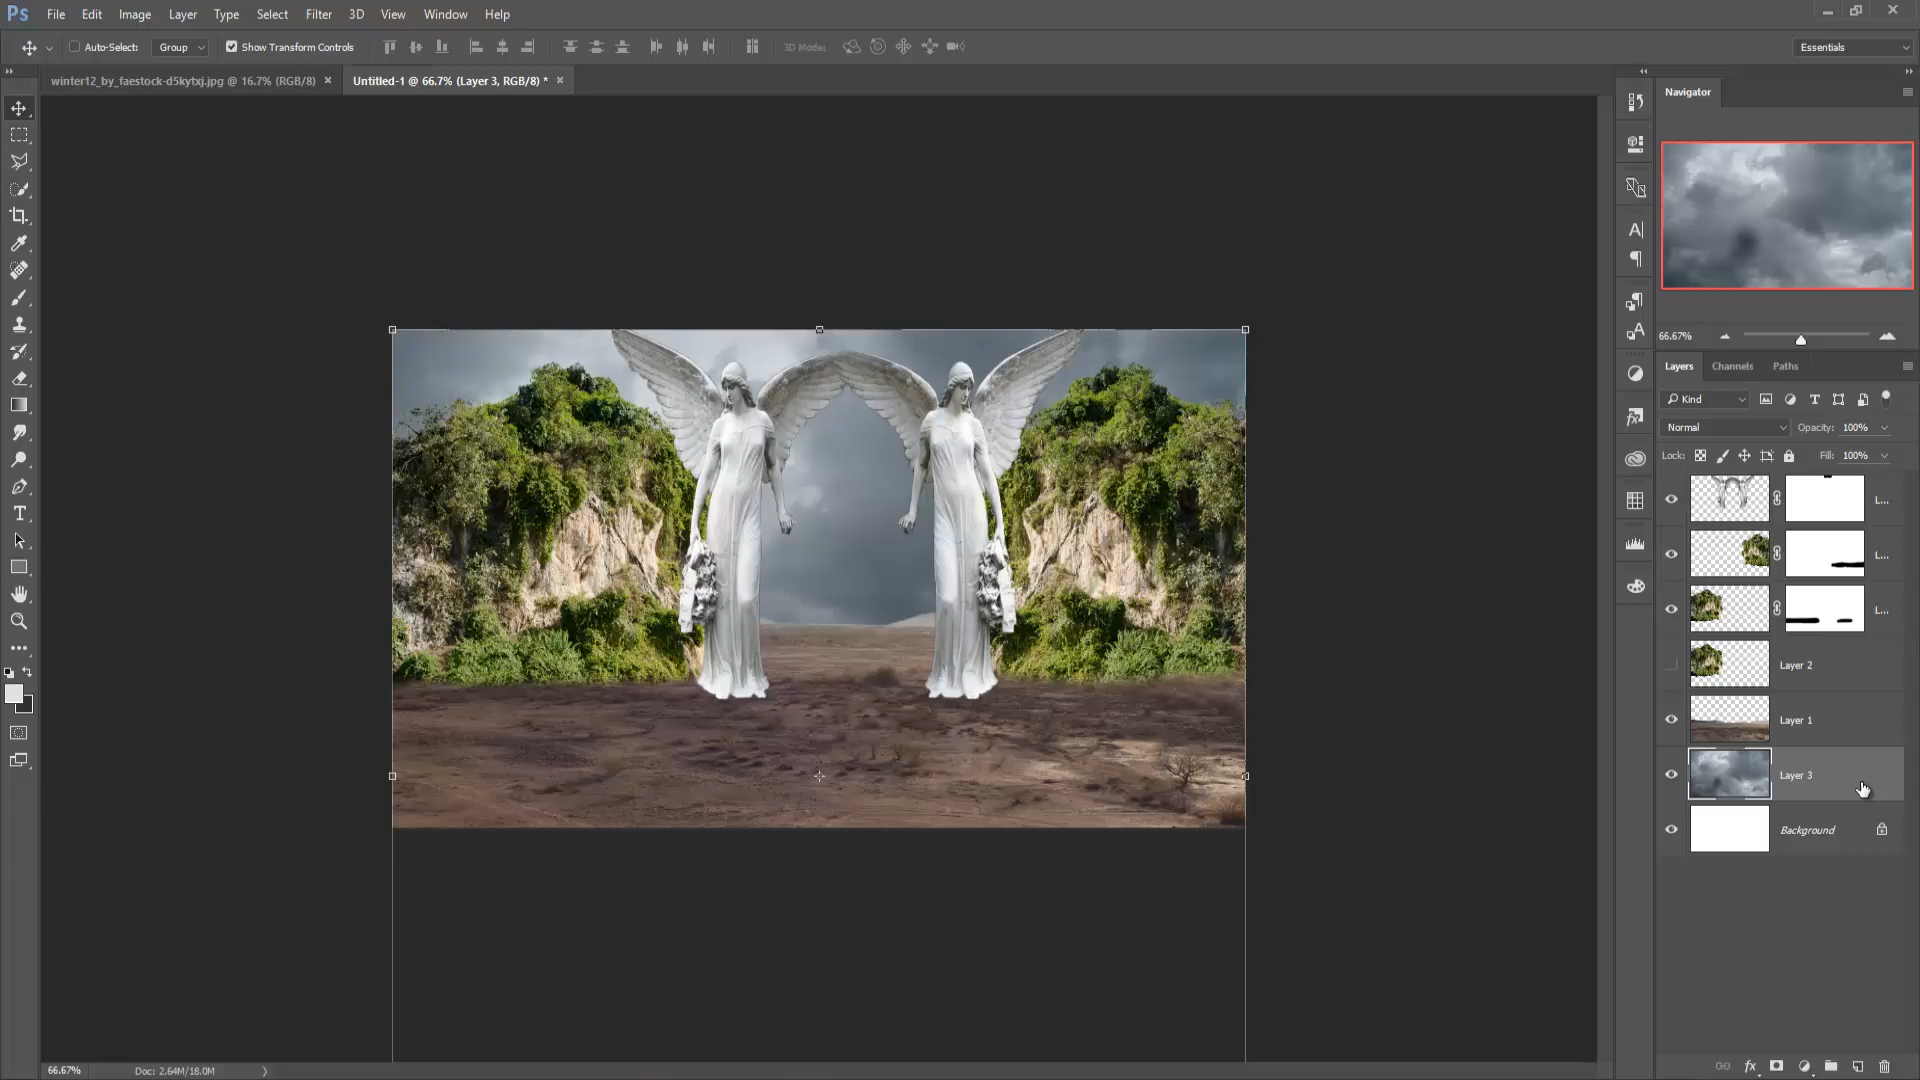 Ps File Edit Image Layer Type Select Filter 3D View Window Help
Auto-Select: Group Show Transform Controls 3D Mode: Essentials
winter12_by_faestock-d5kytxj.jpg @ 16.7% (RGB/8) × Untitled-1 @ 66.7% (Layer 3, RGB/8) * ×
Navigator
66.67%
Layers Channels Paths
Kind
Normal Opacity: 100%
Lock: Fill: 100%
L...
L...
L...
Layer 2
Layer 1
Layer 3
Background
66.67% Doc: 2.64M/18.0M